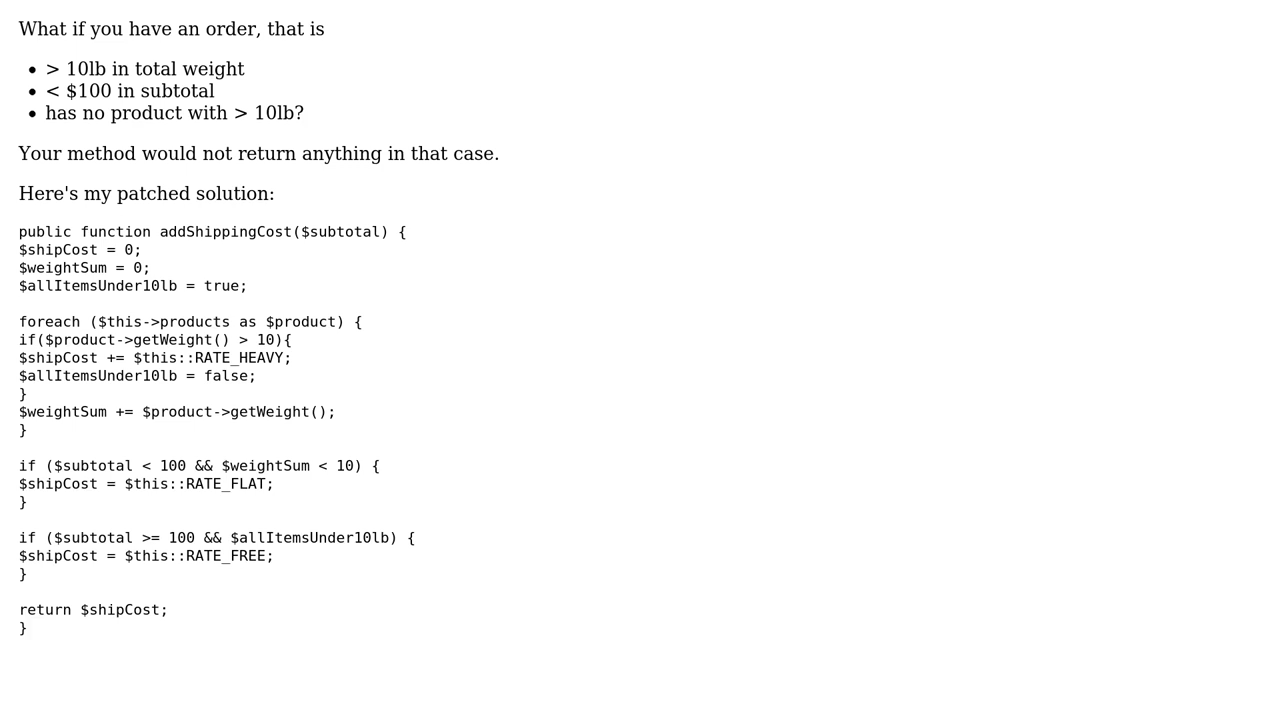 What if you have an order, that is
• > 10lb in total weight
• < $100 in subtotal
• has no product with > 10lb?
Your method would not return anything in that case.
Here's my patched solution:
public function addShippingCost($subtotal) {
$shipCost = 0;
$weightSum = 0;
$allItemsUnder10lb = true;
foreach ($this->products as $product) {
if($product->getWeight() > 10){
$shipCost += $this::RATE_HEAVY;
$allItemsUnder10lb = false;
}
$weightSum += $product->getWeight();
}
if ($subtotal < 100 && $weightSum < 10) {
$shipCost = $this::RATE_FLAT;
}
if ($subtotal >= 100 && $allItemsUnder10lb) {
$shipCost = $this::RATE_FREE;
}
return $shipCost;
}